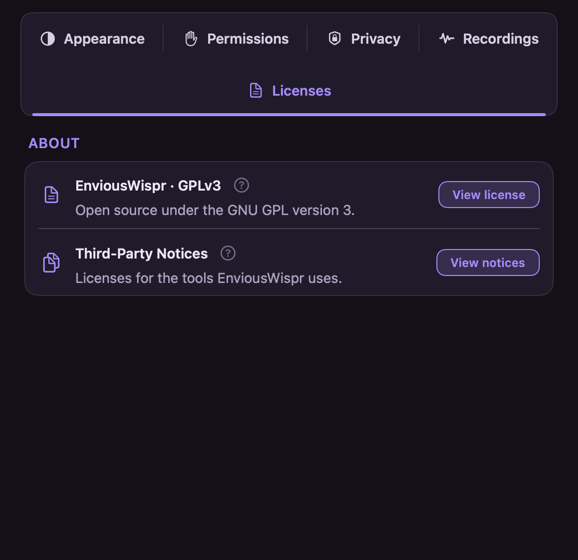 Appearance Permissions Privacy Recordings
Licenses
ABOUT
EnviousWispr · GPLv3 ?
View license
Open source under the GNU GPL version 3.
Third-Party Notices ?
View notices
Licenses for the tools EnviousWispr uses.